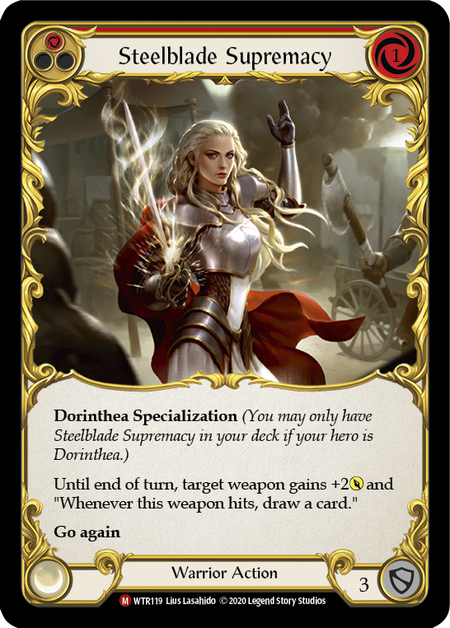 Steelblade Supremacy
1
Dorinthea Specialization (You may only have
Steelblade Supremacy in your deck if your hero is
Dorinthea.)
Until end of turn, target weapon gains +2 and
"Whenever this weapon hits, draw a card."
Go again
Warrior Action
3
M WTR119 Lius Lasahido © 2020 Legend Story Studios